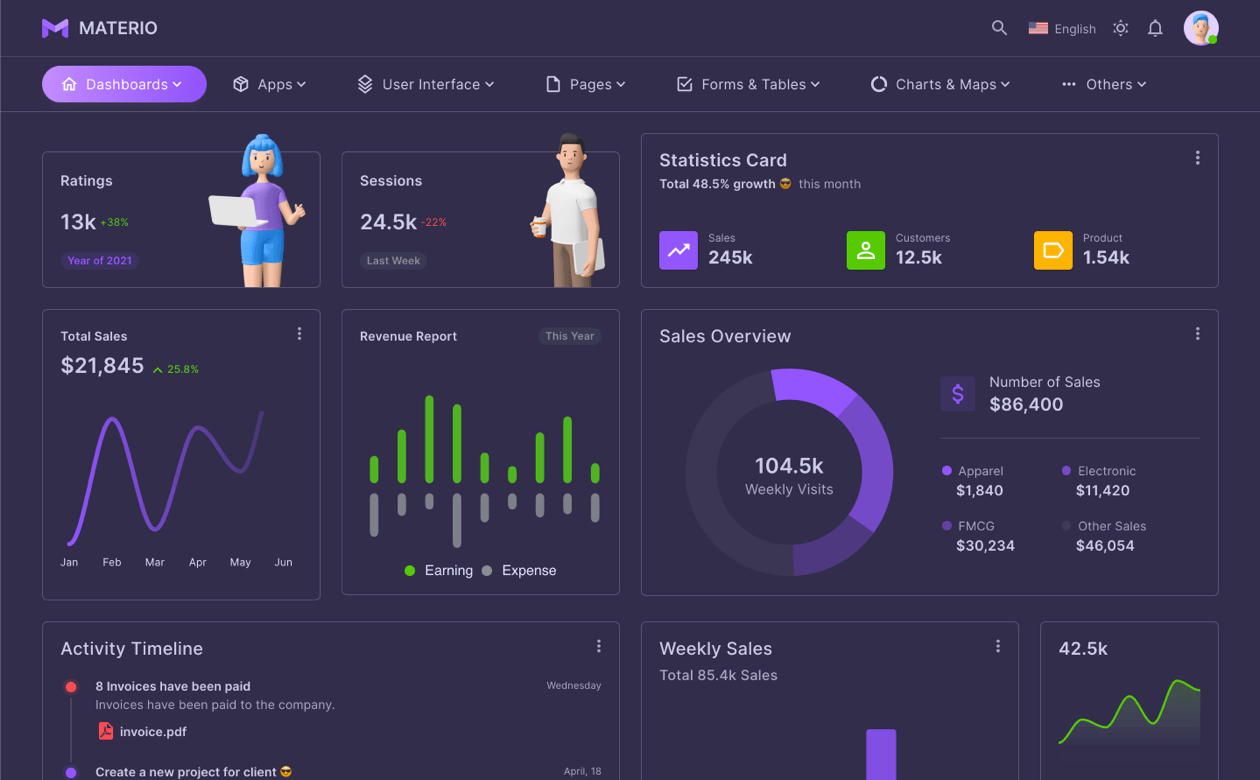 MATERIO
English
Dashboards
Apps
User Interface
Pages
Forms & Tables
Charts & Maps
Others
Ratings
13k +38%
Year of 2021
Sessions
24.5k -22%
Last Week
Statistics Card
Total 48.5% growth 😎 this month
Sales
245k
Customers
12.5k
Product
1.54k
Total Sales
$21,845 25.8%
Jan Feb Mar Apr May Jun
Revenue Report
This Year
Earning Expense
Sales Overview
104.5k
Weekly Visits
Number of Sales
$86,400
Apparel
$1,840
Electronic
$11,420
FMCG
$30,234
Other Sales
$46,054
Activity Timeline
8 Invoices have been paid
Wednesday
Invoices have been paid to the company.
invoice.pdf
Create a new project for client 😎
April, 18
Weekly Sales
Total 85.4k Sales
42.5k